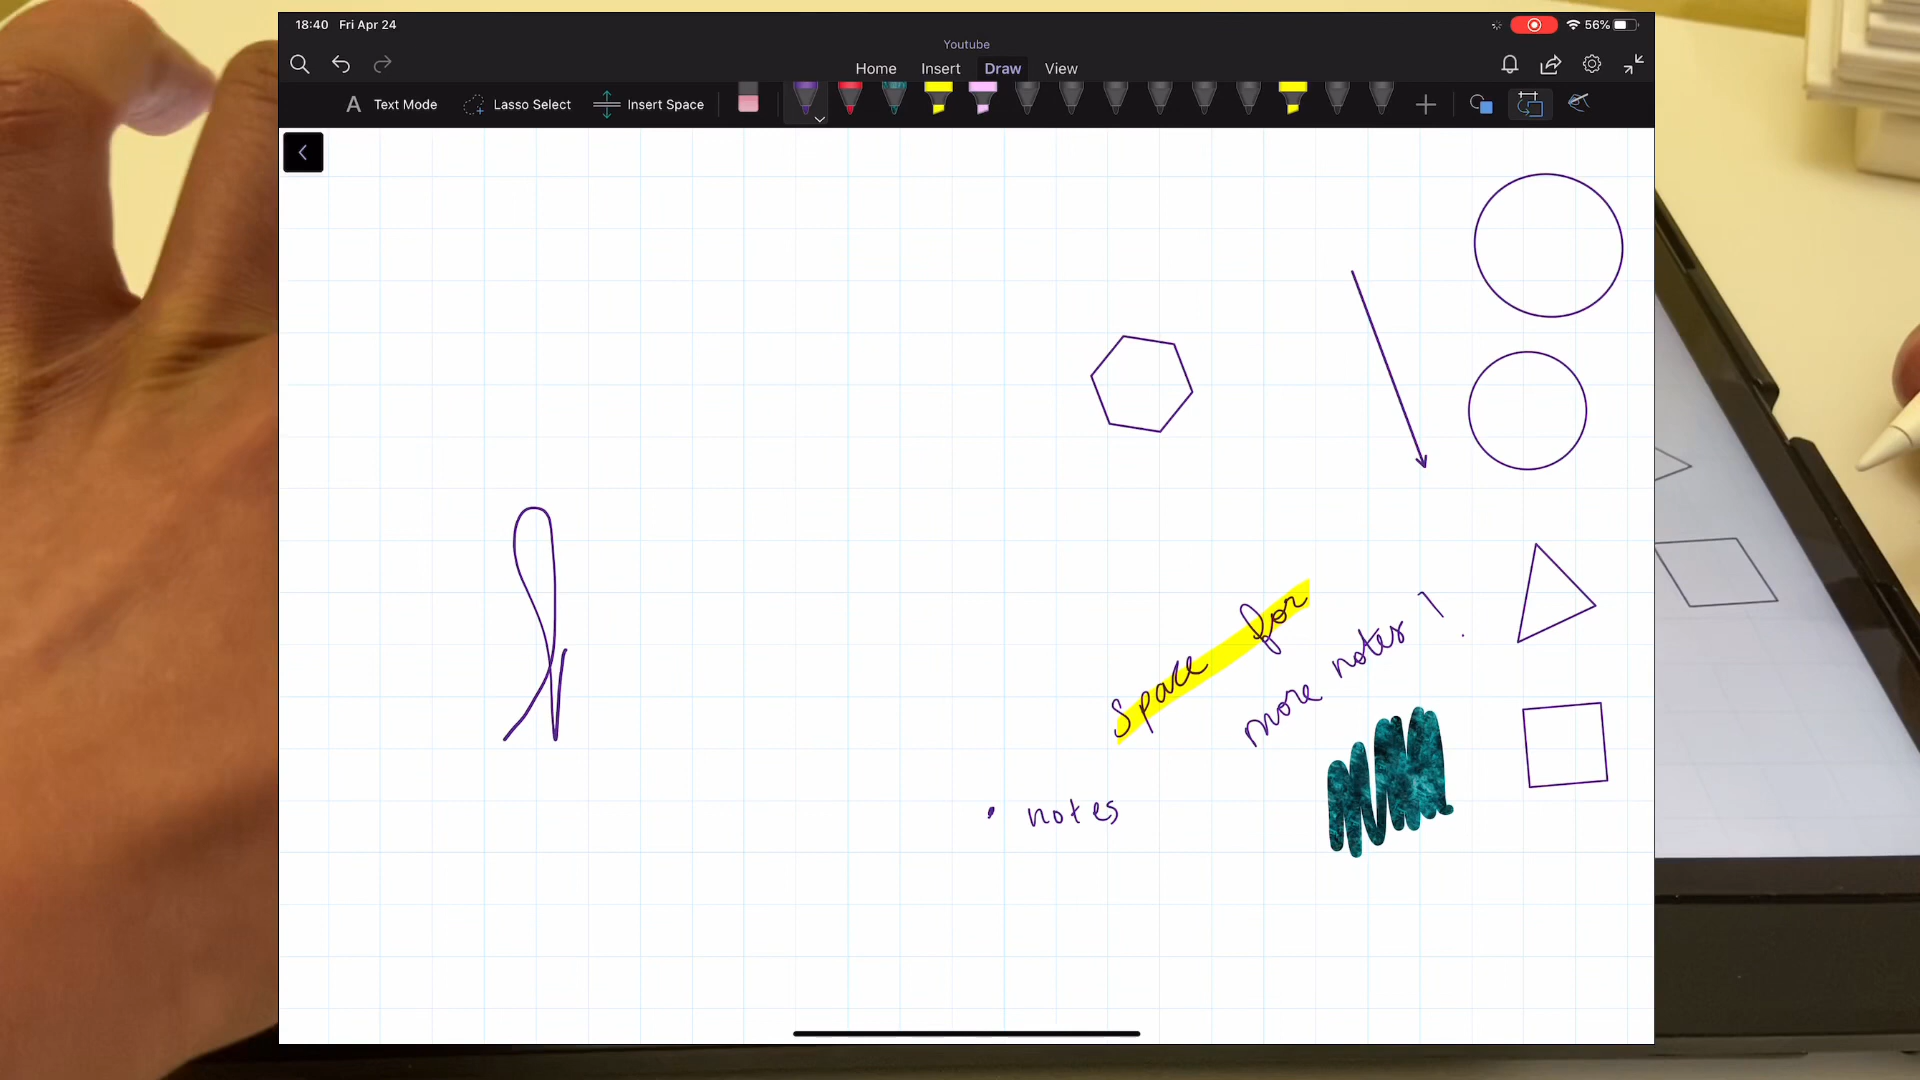 18:40 Fri Apr 24
56%
Youtube
Home Insert Draw View
A Text Mode Lasso Select Insert Space
Space for
more notes!
• notes